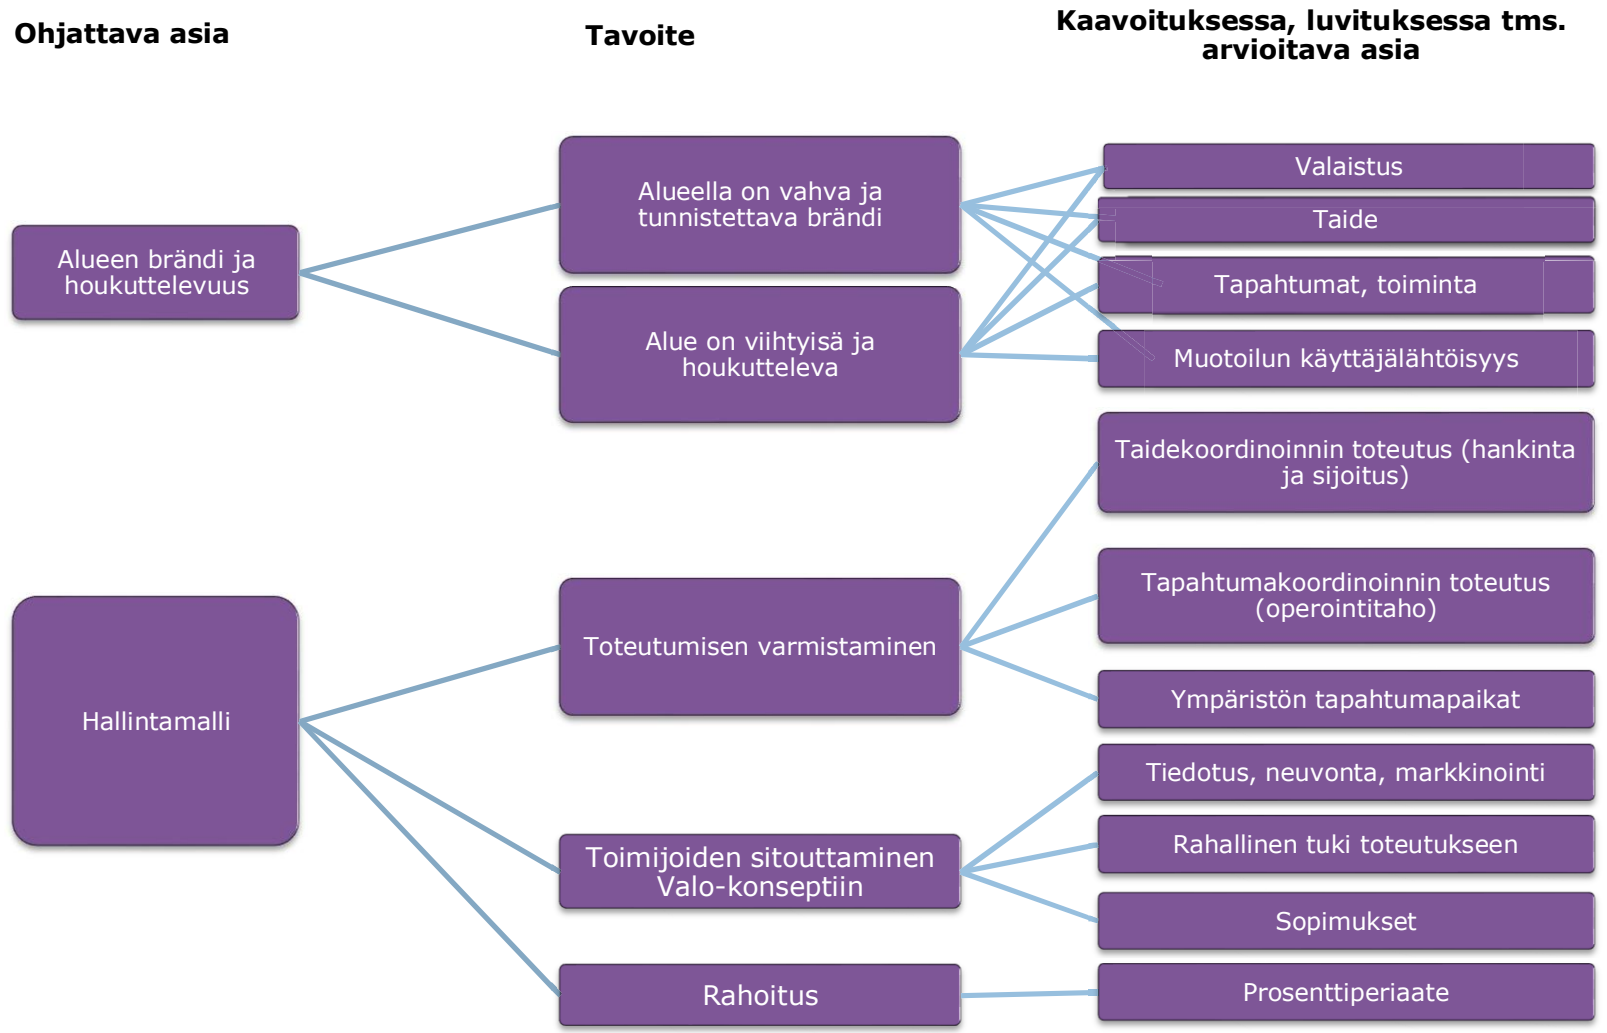 Ohjattava asia
Tavoite
Kaavoituksessa, luvituksessa tms.
arvioitava asia
Alueen brändi ja
houkuttelevuus
Alueella on vahva ja
tunnistettava brändi
Alue on viihtyisä ja
houkutteleva
Valaistus
Taide
Tapahtumat, toiminta
Muotoilun käyttäjälähtöisyys
Hallintamalli
Toteutumisen varmistaminen
Taidekoordinoinnin toteutus (hankinta
ja sijoitus)
Tapahtumakoordinoinnin toteutus
(operointitaho)
Ympäristön tapahtumapaikat
Toimijoiden sitouttaminen
Valo-konseptiin
Tiedotus, neuvonta, markkinointi
Rahallinen tuki toteutukseen
Sopimukset
Rahoitus
Prosenttiperiaate